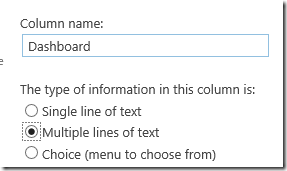 Column name:
Dashboard
The type of information in this column is:
Single line of text
Multiple lines of text
Choice (menu to choose from)